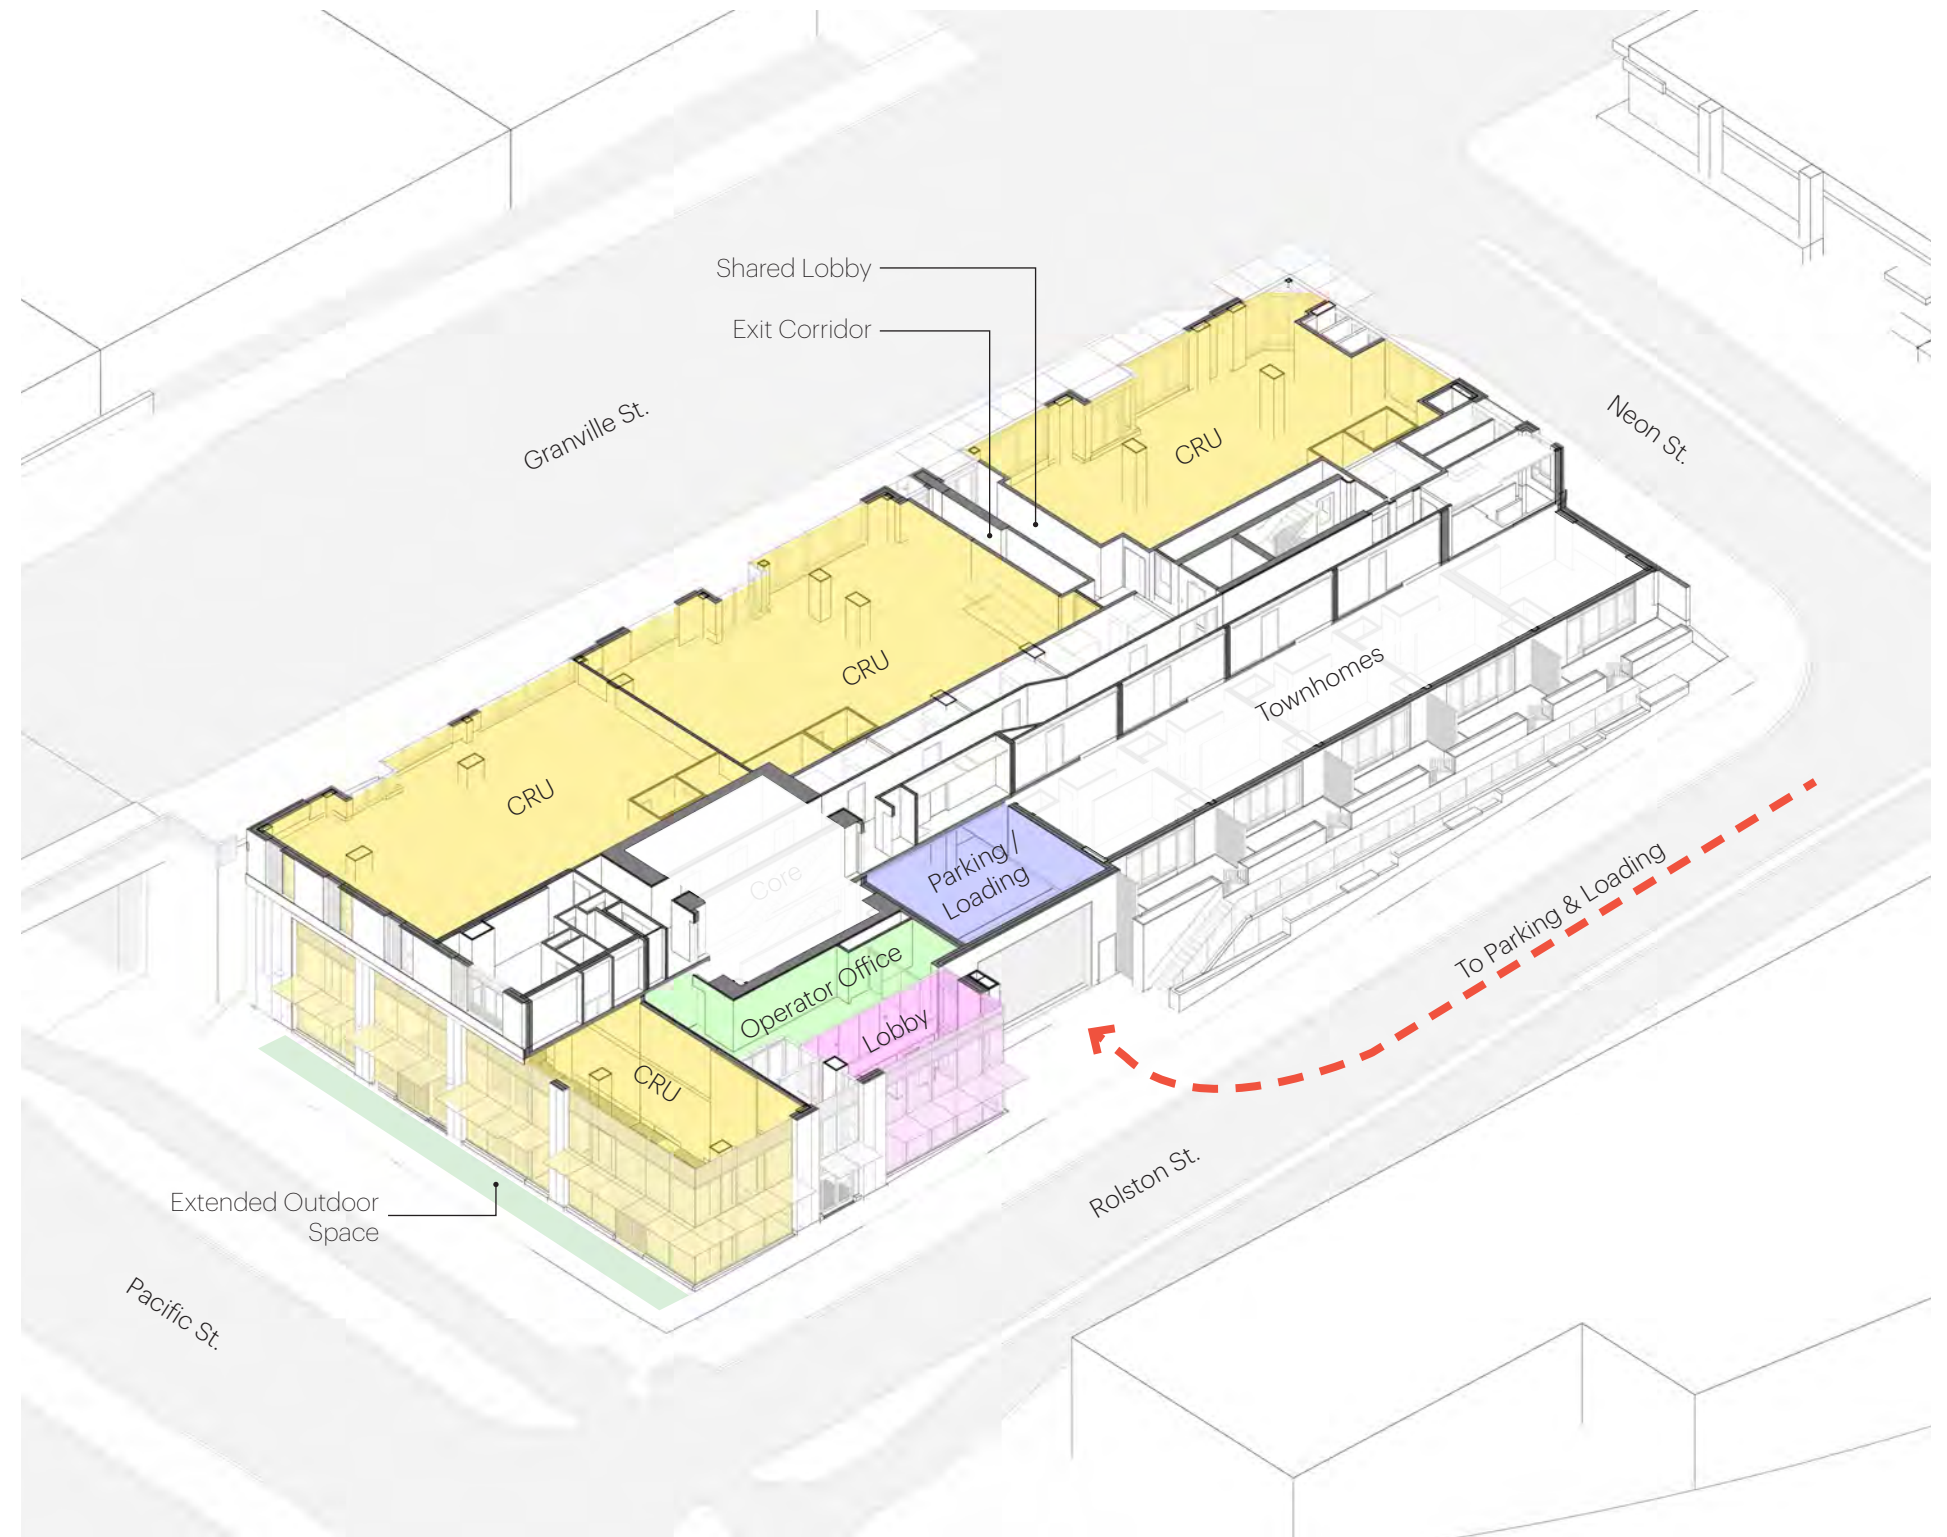 Shared Lobby
Exit Corridor
Granville St.
Neon St.
CRU
CRU
Townhomes
CRU
Parking /
Loading
Core
To Parking & Loading
Operator Office
Lobby
CRU
Rolston St.
Extended Outdoor
Space
Pacific St.